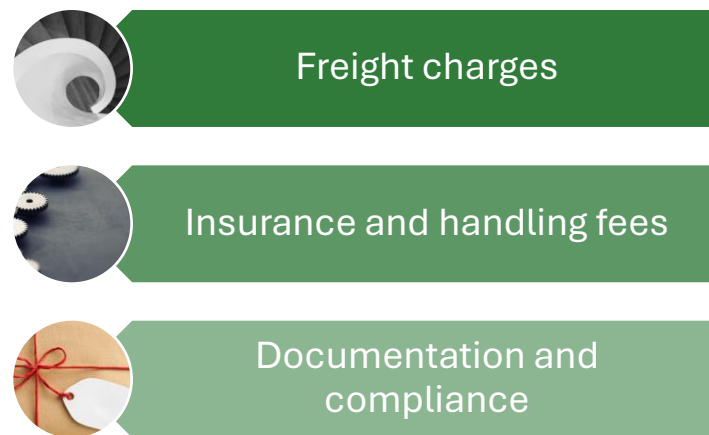 Freight charges
Insurance and handling fees
Documentation and
compliance